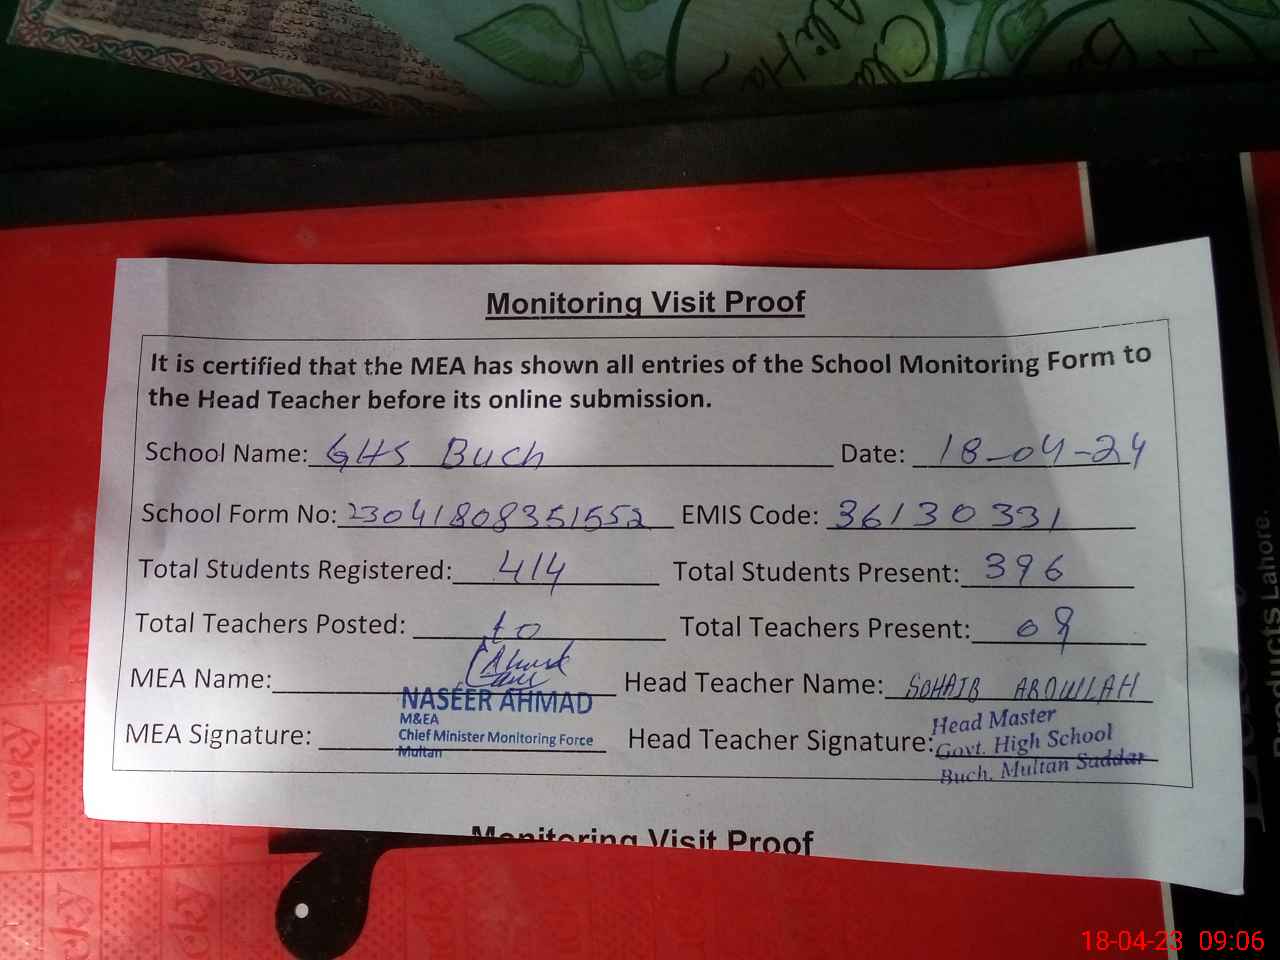 Monitoring Visit Proof
It is certified that the MEA has shown all entries of the School Monitoring Form to
the Head Teacher before its online submission.
School Name: GHS Buch Date: 18-04-24
School Form No: 23041808351552 EMIS Code: 36130331
Total Students Registered: 414 Total Students Present: 396
Total Teachers Posted: 10 Total Teachers Present: 08
MEA Name: Head Teacher Name: SOHAIB ABDULLAH
NASEER AHMAD
M&EA
Chief Minister Monitoring Force
Multan
MEA Signature: Head Teacher Signature:
Head Master
Govt. High School
Buch, Multan Saddar
Monitoring Visit Proof
Lucky
Products Lahore.
18-04-23 09:06